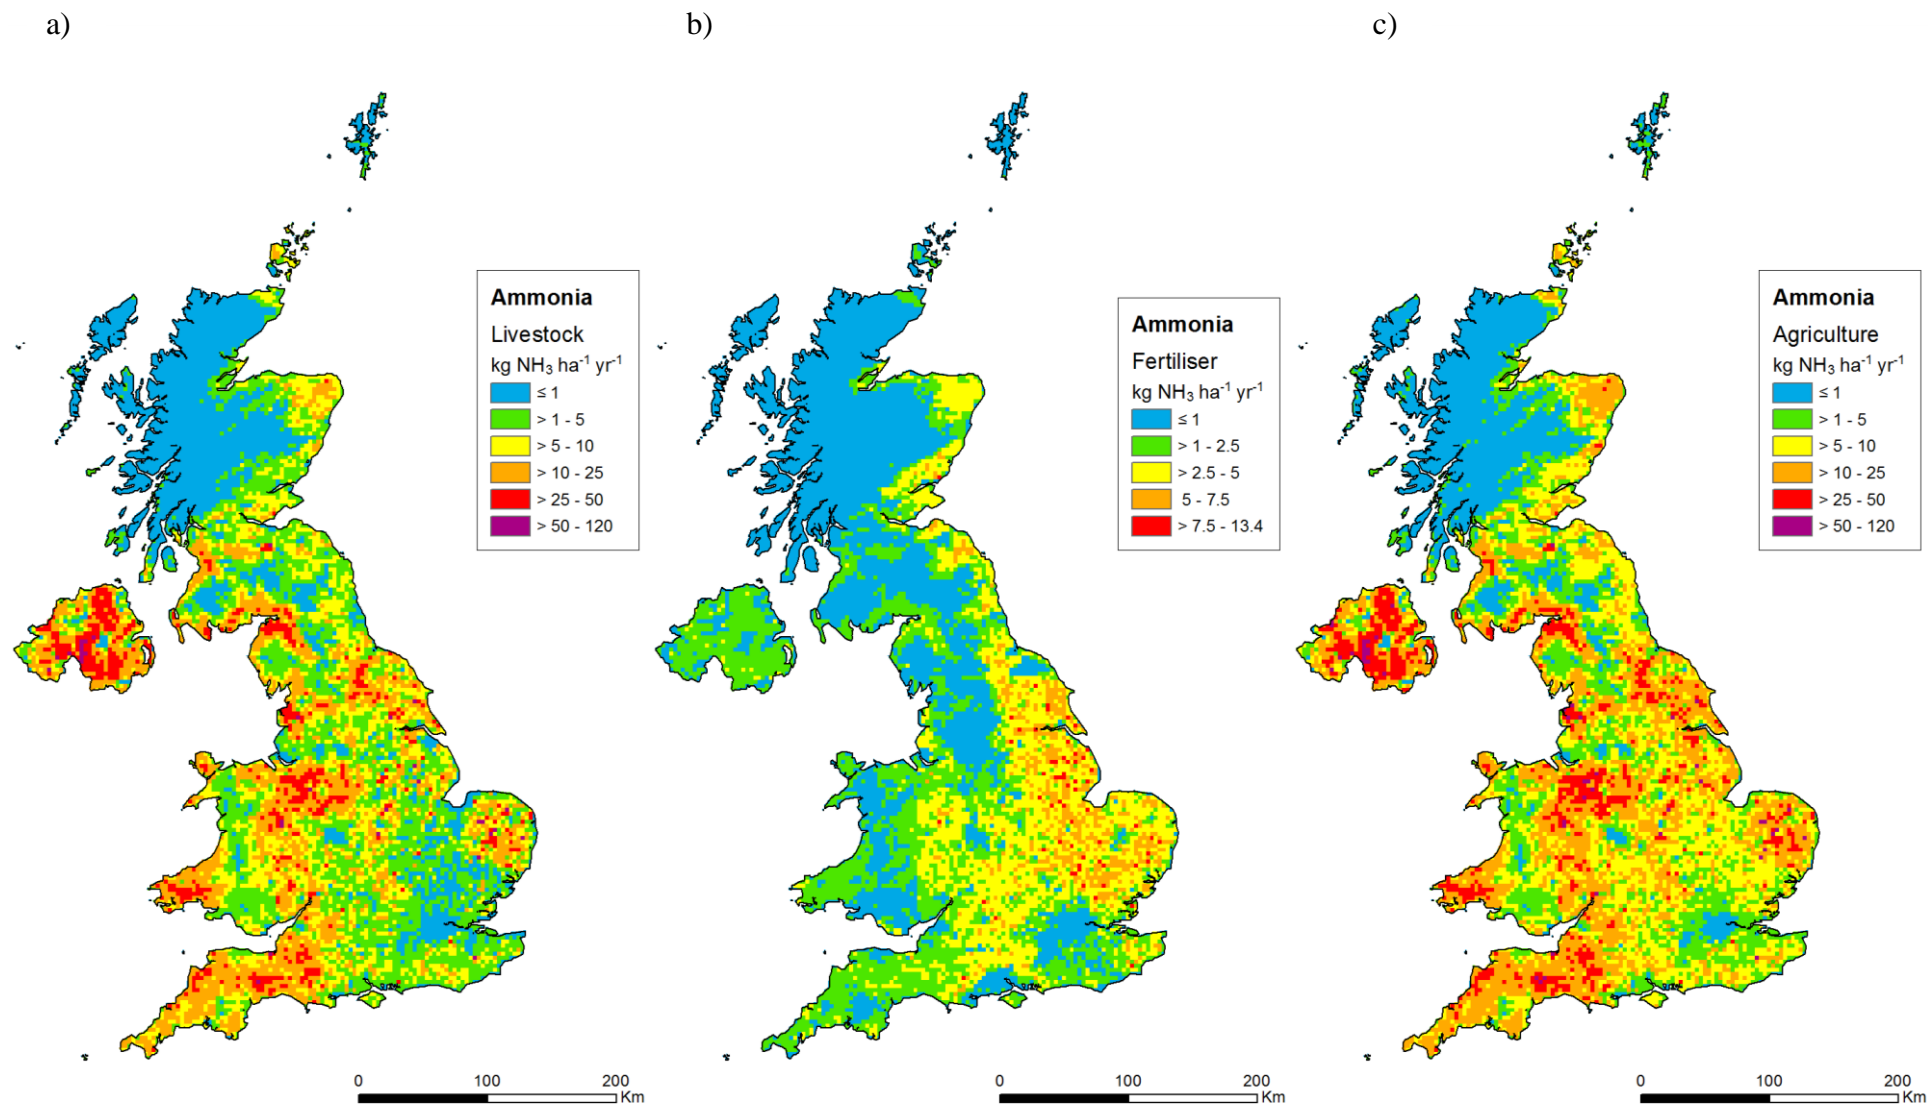 a)
b)
c)
Ammonia
Livestock
kg NH₃ ha⁻¹ yr⁻¹
≤ 1
> 1 - 5
> 5 - 10
> 10 - 25
> 25 - 50
> 50 - 120
Ammonia
Fertiliser
kg NH₃ ha⁻¹ yr⁻¹
≤ 1
> 1 - 2.5
> 2.5 - 5
5 - 7.5
> 7.5 - 13.4
Ammonia
Agriculture
kg NH₃ ha⁻¹ yr⁻¹
≤ 1
> 1 - 5
> 5 - 10
> 10 - 25
> 25 - 50
> 50 - 120
0 100 200
Km
0 100 200
Km
0 100 200
Km